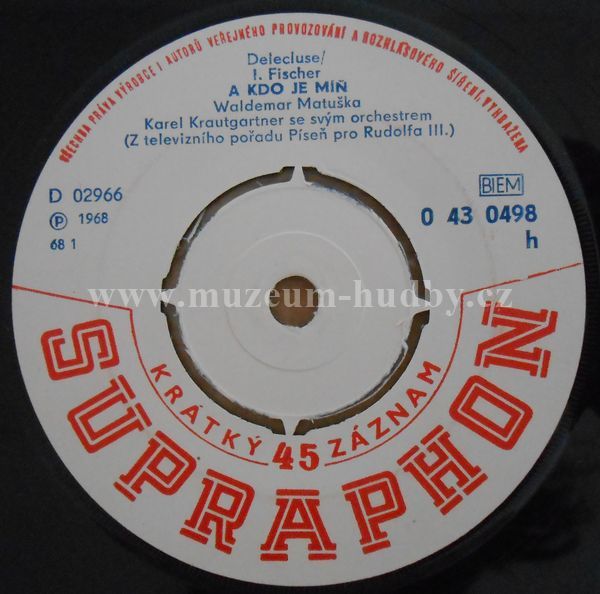 VŠECHNA PRÁVA VÝROBCE I AUTORŮ VEŘEJNÉHO PROVOZOVÁNÍ A ROZHLASOVÉHO ŠÍŘENÍ VYHRAŽENA
Delecluse/
I. Fischer
A KDO JE MIŇ
Waldemar Matuška
Karel Krautgartner se svým orchestrem
(Z televizního pořadu Píseň pro Rudolfa III.)
D 02966
℗ 1968
68 1
BIEM
0 43 0498
h
www.muzeum-hudby.cz
KRÁTKÝ 45 ZÁZNAM
SUPRAPHON